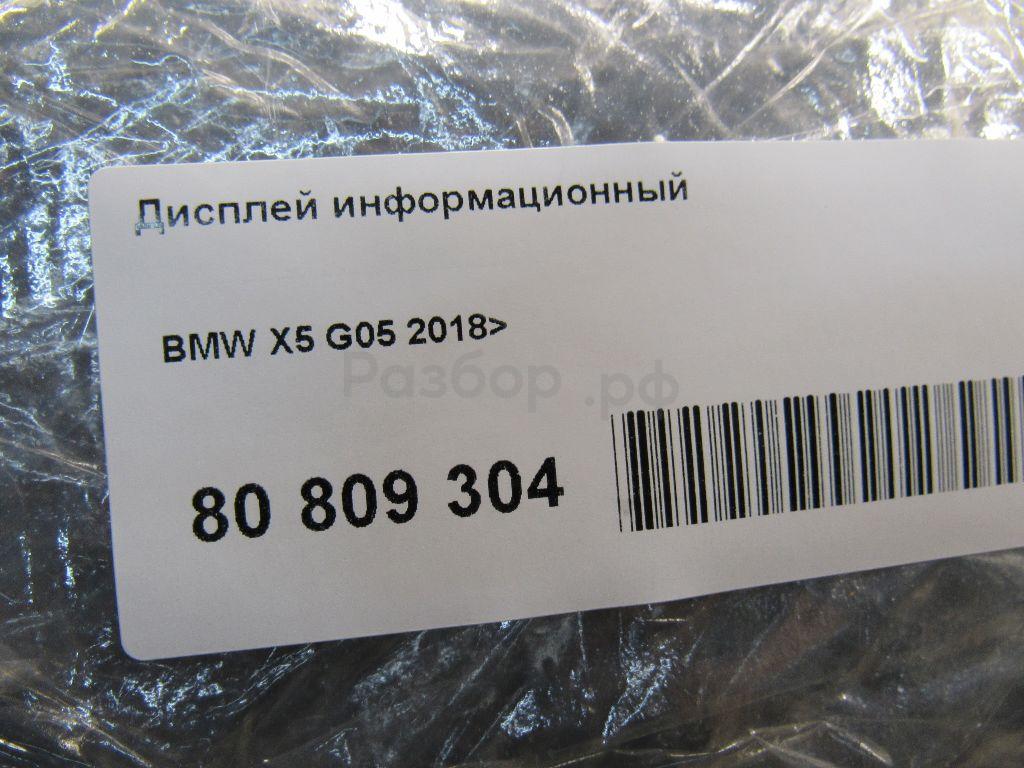 Дисплей информационный
BMW X5 G05 2018>
Разбор.рф
80 809 304